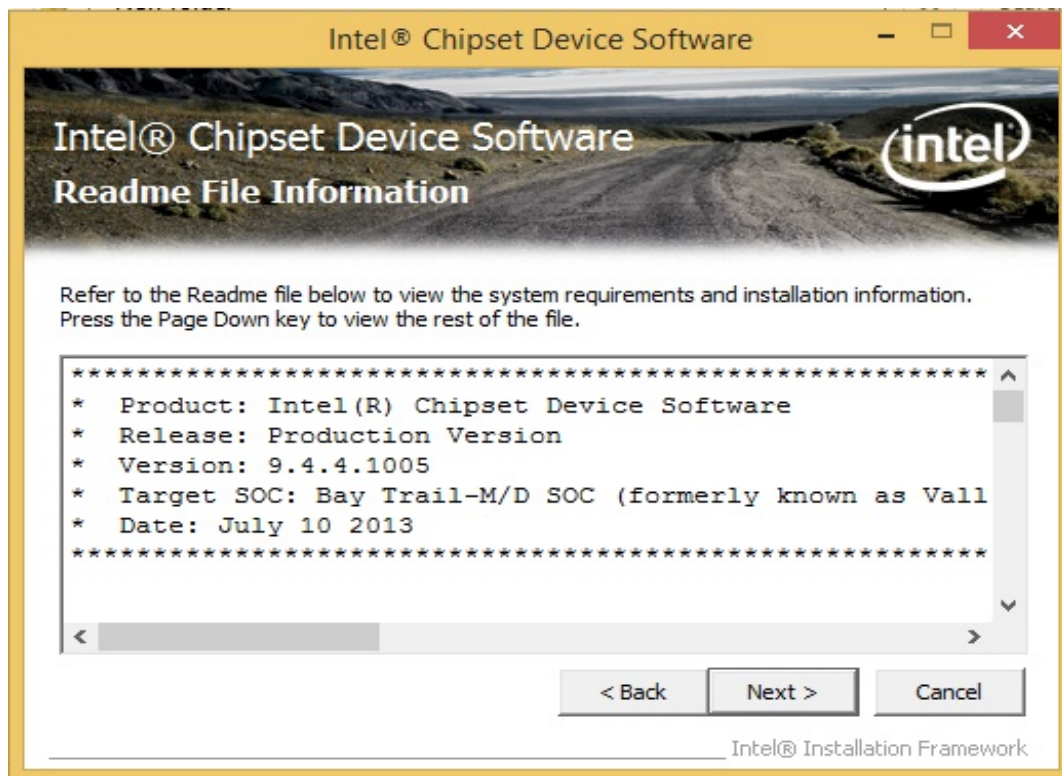 Intel® Chipset Device Software
Intel® Chipset Device Software
intel
Readme File Information
Refer to the Readme file below to view the system requirements and installation information.
Press the Page Down key to view the rest of the file.
*********************************************************
* Product: Intel(R) Chipset Device Software
* Release: Production Version
* Version: 9.4.4.1005
* Target SOC: Bay Trail-M/D SOC (formerly known as Vall
* Date: July 10 2013
*********************************************************
< Back
Next >
Cancel
Intel® Installation Framework